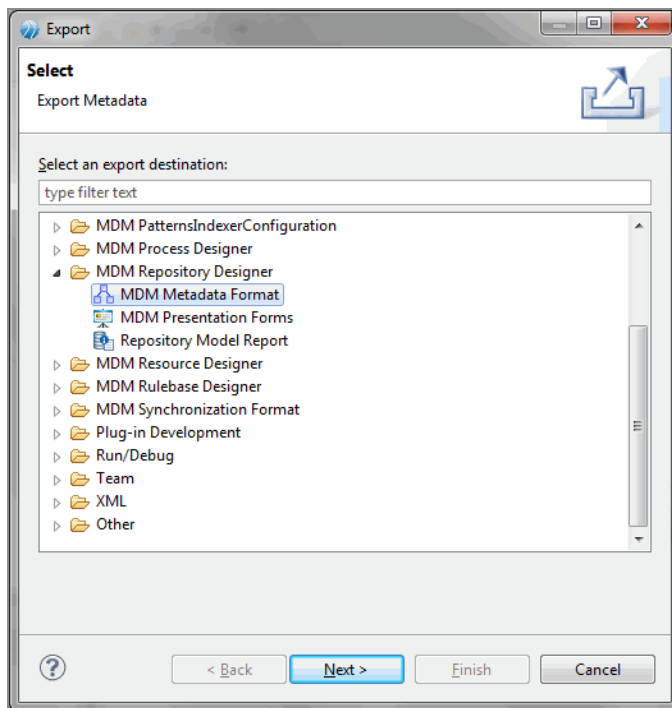 Export
Select
Export Metadata
Select an export destination:
type filter text
MDM PatternsIndexerConfiguration
MDM Process Designer
MDM Repository Designer
MDM Metadata Format
MDM Presentation Forms
Repository Model Report
MDM Resource Designer
MDM Rulebase Designer
MDM Synchronization Format
Plug-in Development
Run/Debug
Team
XML
Other
?
< Back
Next >
Finish
Cancel